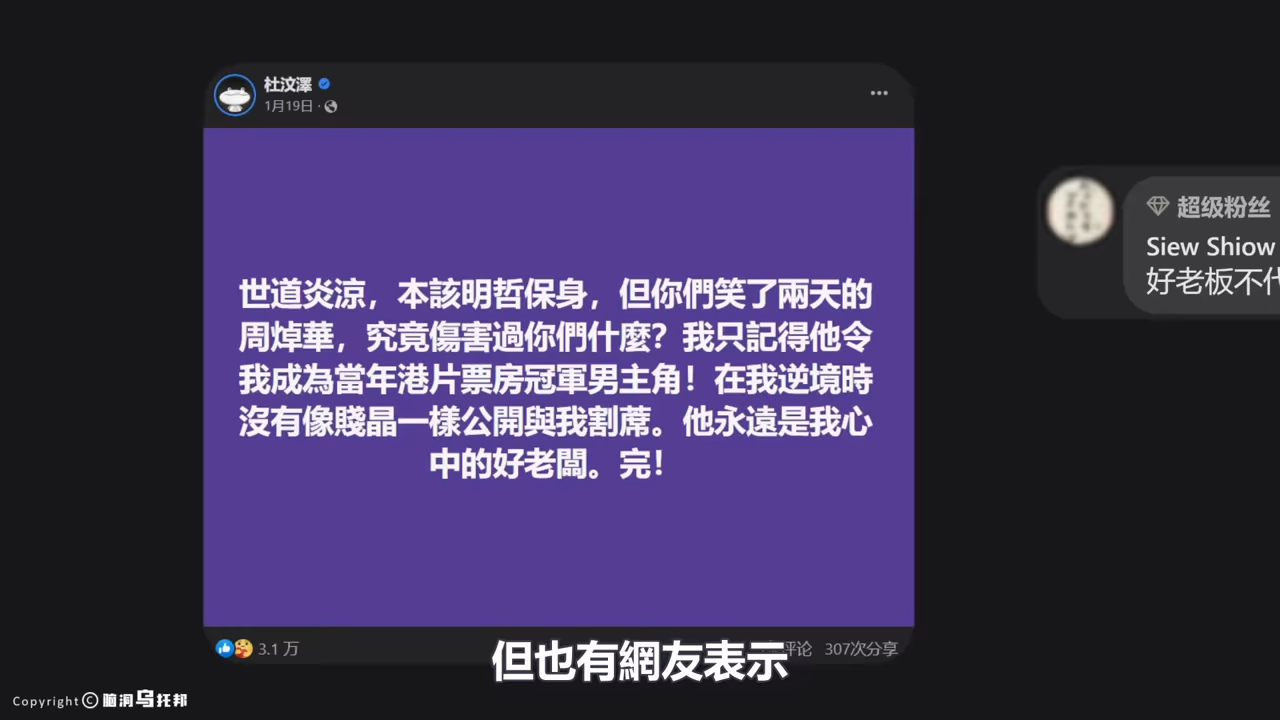 杜汶澤
1月19日 ·
世道炎涼，本該明哲保身，但你們笑了兩天的
周焯華，究竟傷害過你們什麼？我只記得他令
我成為當年港片票房冠軍男主角！在我逆境時
沒有像賤晶一樣公開與我割蓆。他永遠是我心
中的好老闆。完！
3.1 万
评论 307次分享
超级粉丝
Siew Shiow
好老板不
但也有網友表示
Copyright © 脑洞乌托邦